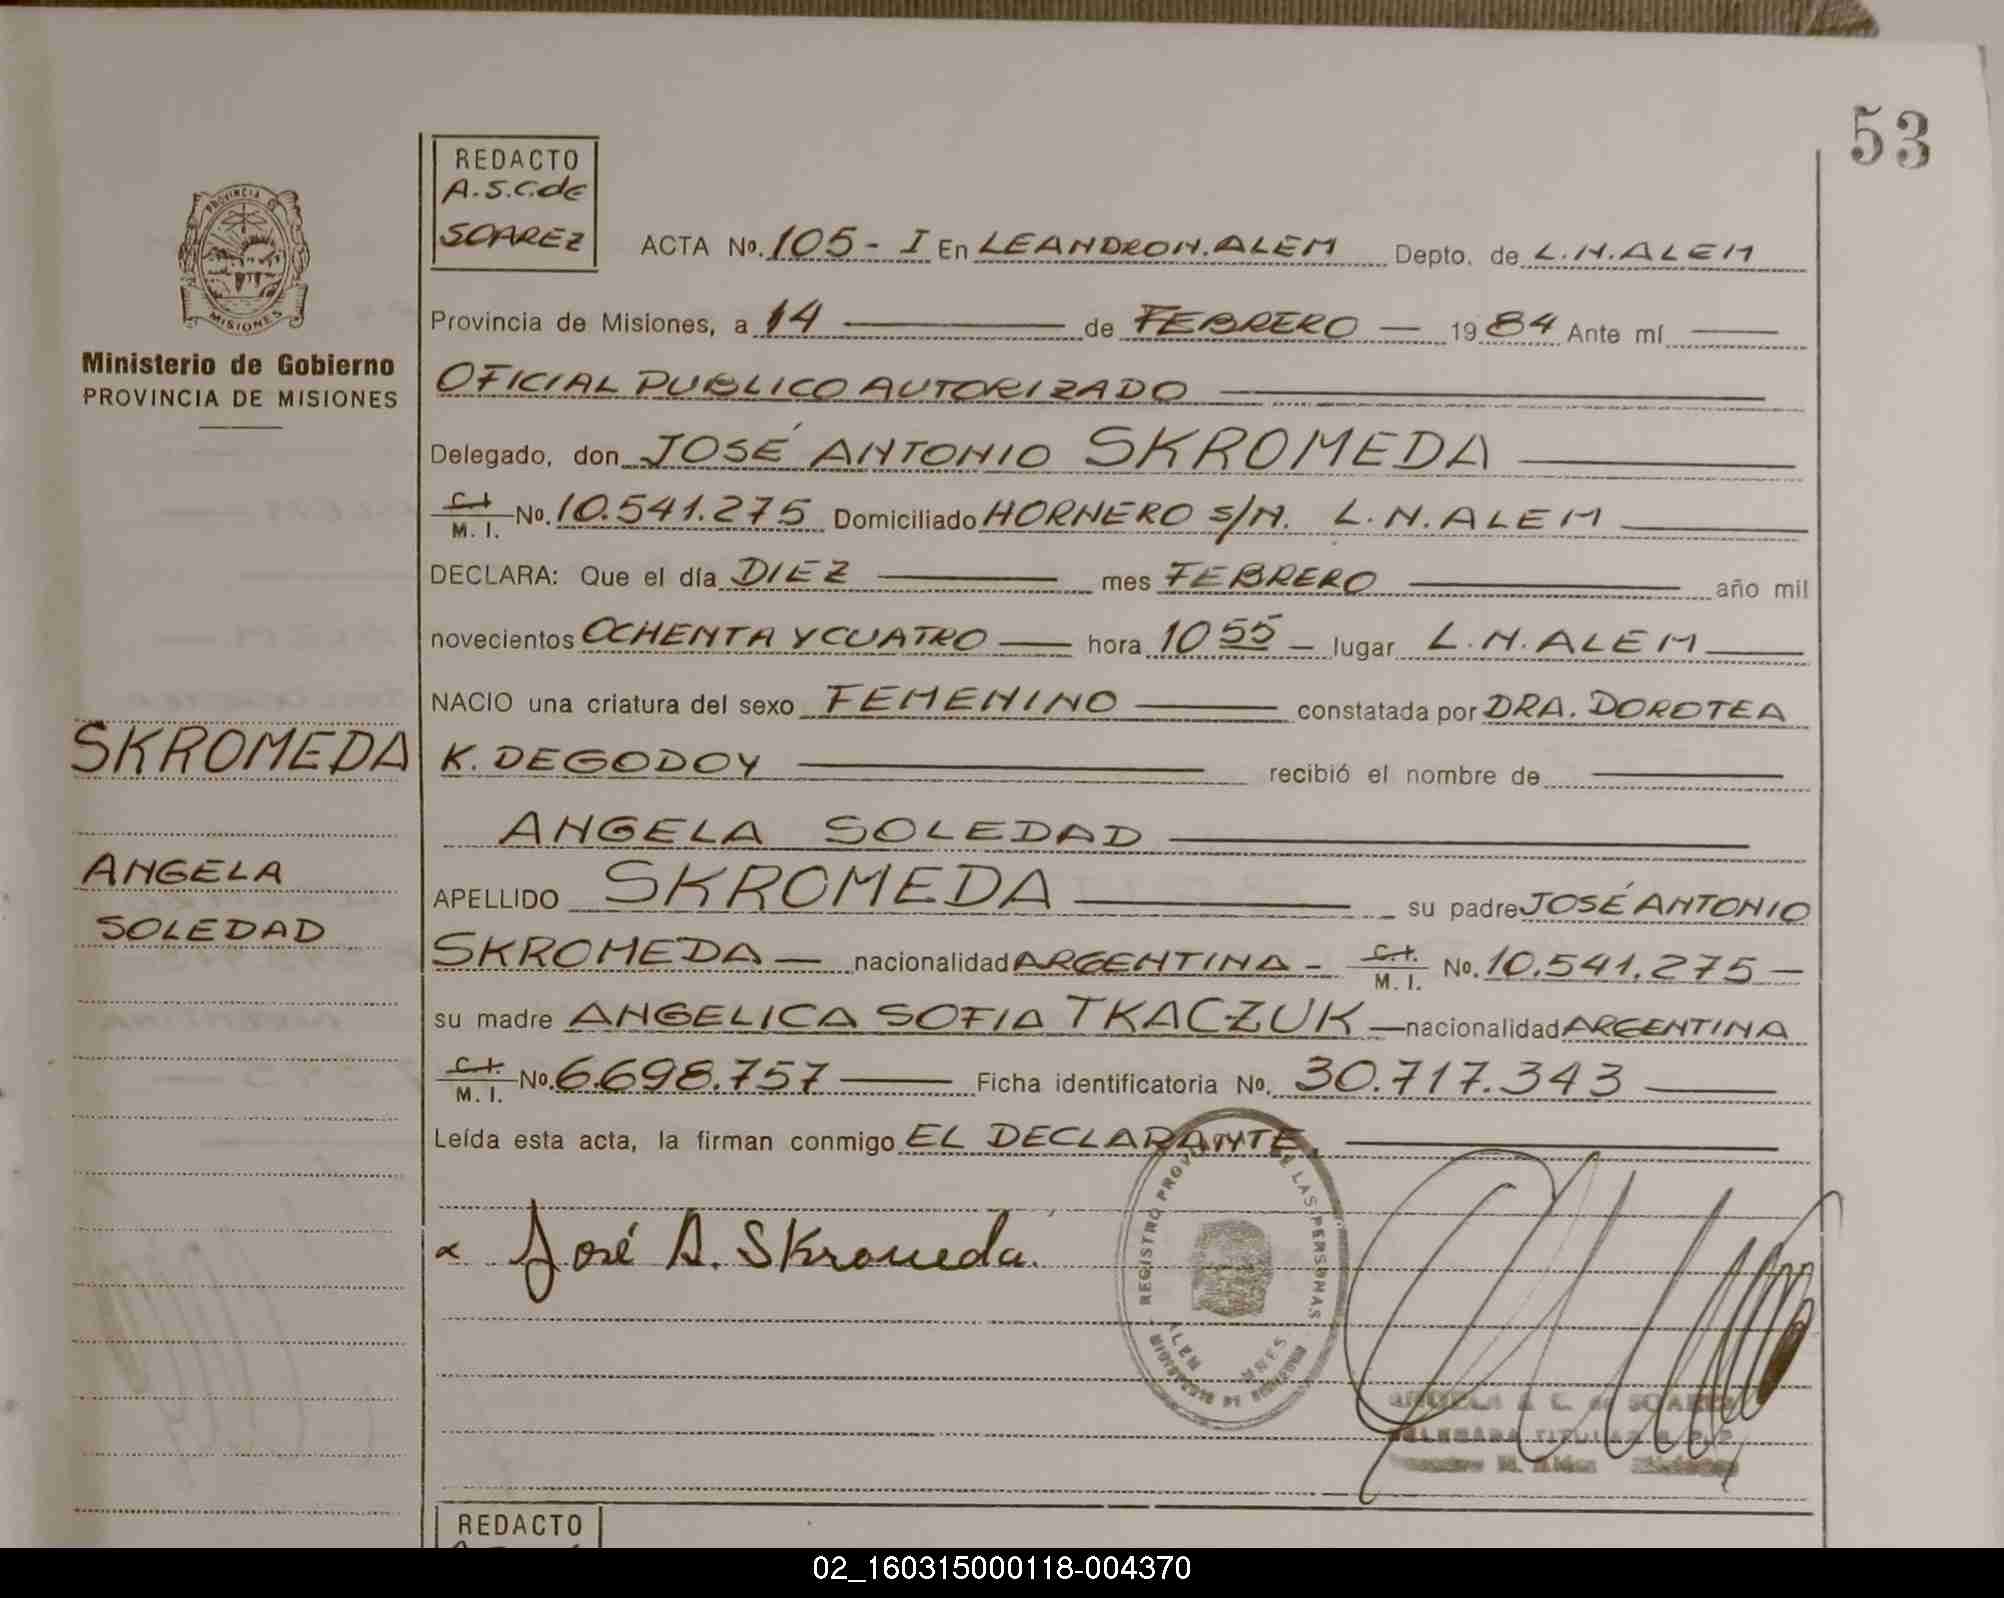 53
REDACTO
A.S.C.de
SOAREZ
ACTA No. 105 - I En LEANDRO N. ALEM Depto. de L.N.ALEM
PROVINCIA DE
MISIONES
Provincia de Misiones, a 14 de FEBRERO — 1984 Ante mí
Ministerio de Gobierno
PROVINCIA DE MISIONES
OFICIAL PUBLICO AUTORIZADO
Delegado, don JOSÉ ANTONIO SKROMEDA
C.I.
M. I. No. 10.541.275 Domiciliado HORNERO S/N. L.N.ALEM
DECLARA: Que el día DIEZ mes FEBRERO año mil
novecientos OCHENTA Y CUATRO — hora 10 55 — lugar L.N.ALEM
NACIO una criatura del sexo FEMENINO constatada por DRA. DOROTEA
SKROMEDA
K. DEGODOY recibió el nombre de
ANGELA SOLEDAD
ANGELA
SOLEDAD
APELLIDO SKROMEDA su padre JOSÉ ANTONIO
SKROMEDA — nacionalidad ARGENTINA - C.I. M. I. No. 10.541.275 —
su madre ANGELICA SOFIA TKACZUK — nacionalidad ARGENTINA
C.I.
M. I. No. 6.698.757 Ficha identificatoria No. 30.717.343
Leída esta acta, la firman conmigo EL DECLARANTE.
José A. Skromeda.
REGISTRO PROVINCIAL DE LAS PERSONAS
ANGELA S. C. de SOAREZ
DELEGADA TITULAR R.P.P.
Leandro N. Alem Misiones
REDACTO
02_160315000118-004370